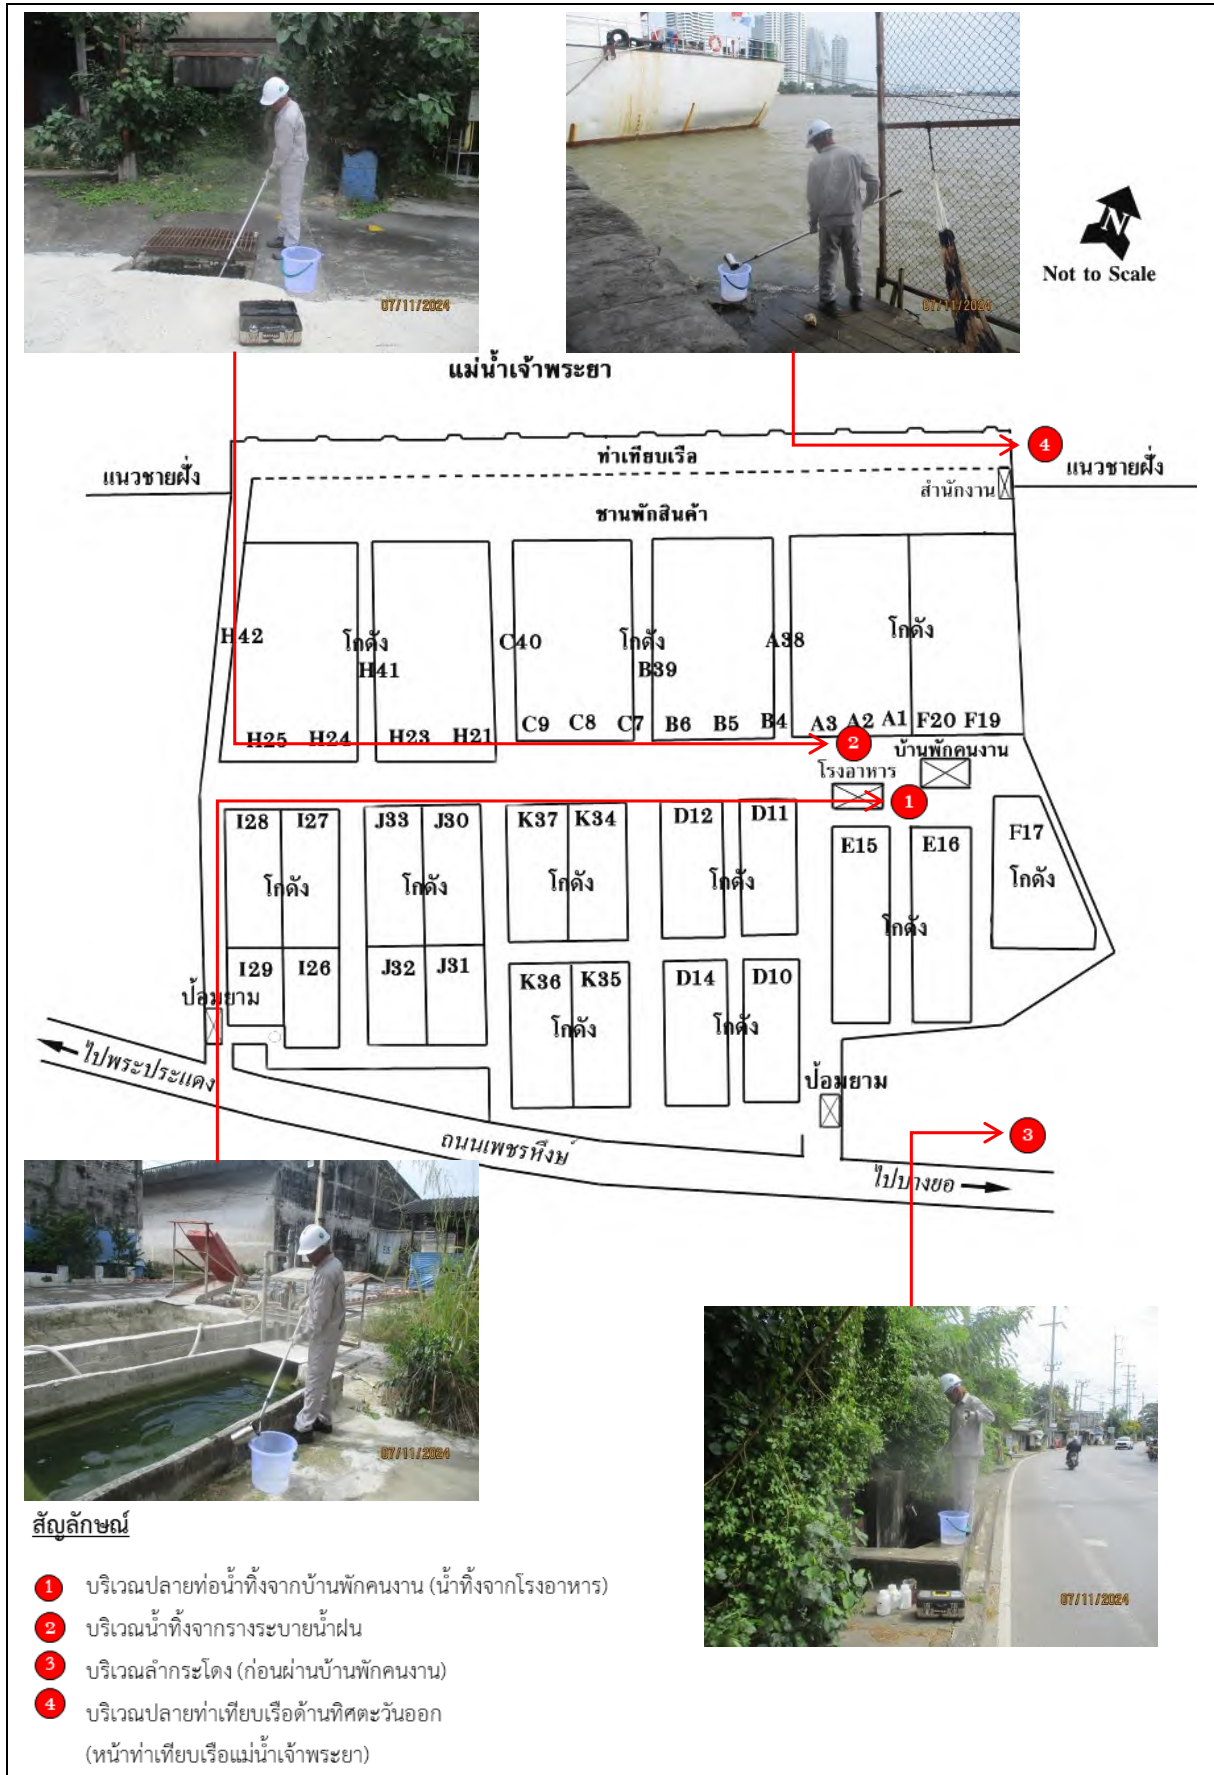 07/11/2024
07/11/2024
N
Not to Scale
แม่น้ำเจ้าพระยา
4
ท่าเทียบเรือ
แนวชายฝั่ง
แนวชายฝั่ง
สำนักงาน
ชานพักสินค้า
H42
โกดัง
H41
C40
โกดัง
B39
A38
โกดัง
H25 H24 H23 H21 C9 C8 C7 B6 B5 B4 A3 A2 A1 F20 F19
2
บ้านพักคนงาน
โรงอาหาร
1
I28 I27 J33 J30 K37 K34 D12 D11
E15 E16
F17
โกดัง
โกดัง โกดัง โกดัง โกดัง
โกดัง
I29 I26 J32 J31 K36 K35 D14 D10
ป้อมยาม
โกดัง โกดัง
ไปพระประแดง
ป้อมยาม
3
ถนนเพชรหึงษ์
ไปบางยอ
07/11/2024
07/11/2024
สัญลักษณ์
1 บริเวณปลายท่อน้ำทิ้งจากบ้านพักคนงาน (น้ำทิ้งจากโรงอาหาร)
2 บริเวณน้ำทิ้งจากรางระบายน้ำฝน
3 บริเวณลำกระโดง (ก่อนผ่านบ้านพักคนงาน)
4 บริเวณปลายท่าเทียบเรือด้านทิศตะวันออก
(หน้าท่าเทียบเรือแม่น้ำเจ้าพระยา)